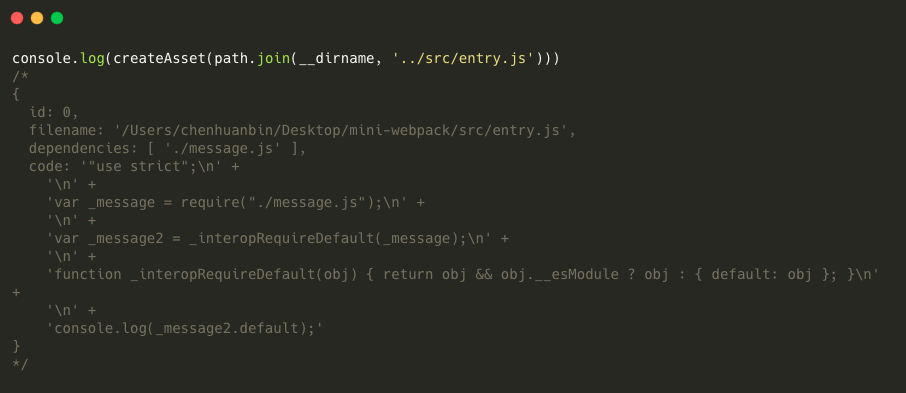 console.log(createAsset(path.join(__dirname, '../src/entry.js')))
/*
{
  id: 0,
  filename: '/Users/chenhuanbin/Desktop/mini-webpack/src/entry.js',
  dependencies: [ './message.js' ],
  code: '"use strict";\n' +
    '\n' +
    'var _message = require("./message.js");\n' +
    '\n' +
    'var _message2 = _interopRequireDefault(_message);\n' +
    '\n' +
    'function _interopRequireDefault(obj) { return obj && obj.__esModule ? obj : { default: obj }; }\n'
+
    '\n' +
    'console.log(_message2.default);'
}
*/